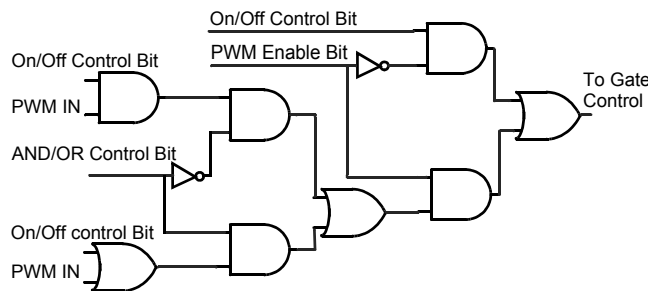 On/Off Control Bit
PWM Enable Bit
On/Off Control Bit
PWM IN
To Gate
Control
AND/OR Control Bit
On/Off control Bit
PWM IN